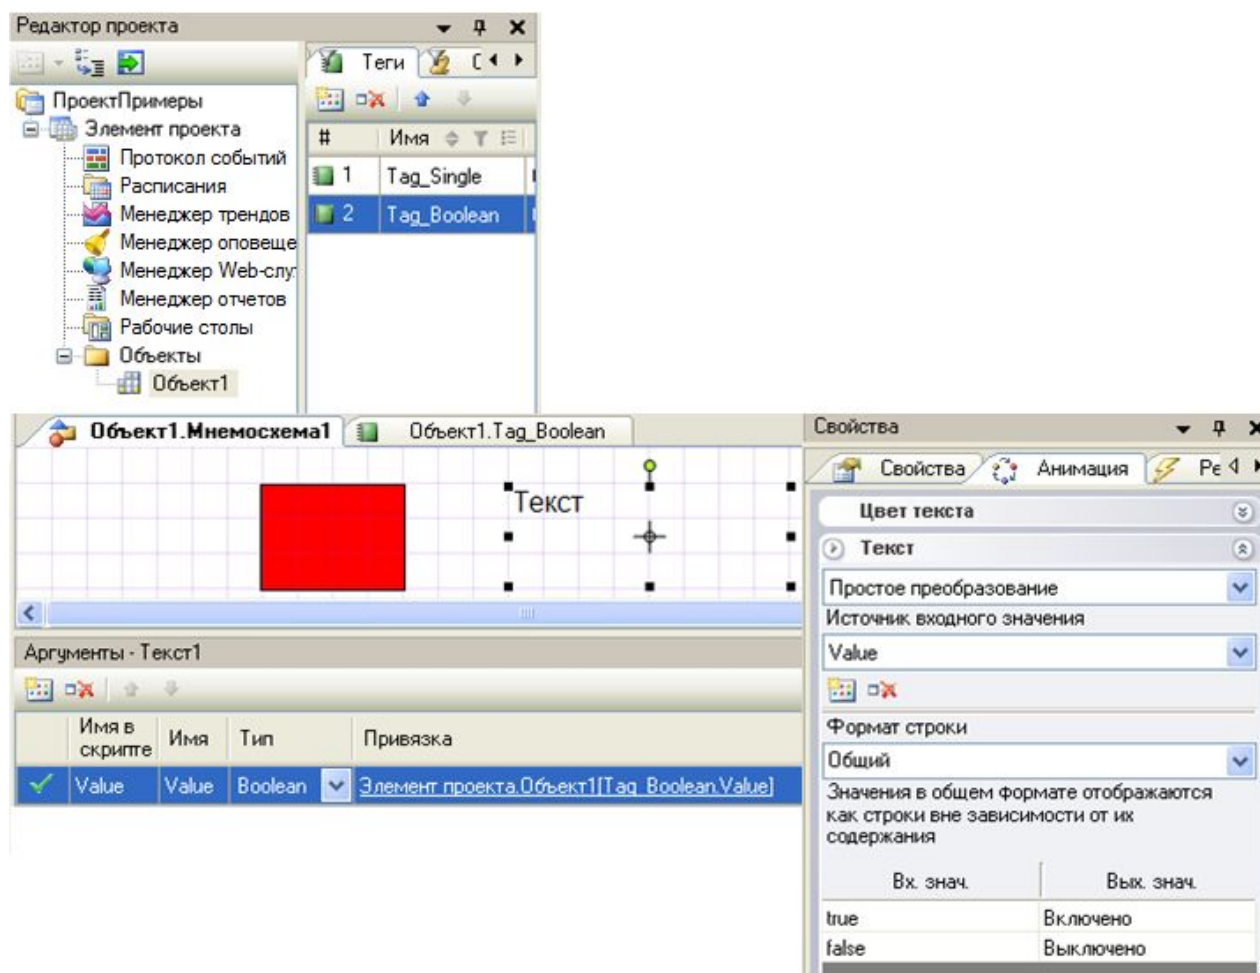 Редактор проекта
Теги
ПроектПримеры
Элемент проекта
Протокол событий
Расписания
Менеджер трендов
Менеджер оповеще
Менеджер Web-слу
Менеджер отчетов
Рабочие столы
Объекты
Объект1
# Имя
1 Tag_Single
2 Tag_Boolean
Объект1.Мнемосхема1 Объект1.Tag_Boolean
Текст
Аргументы - Текст1
Имя в скрипте Имя Тип Привязка
Value Value Boolean Элемент проекта.Объект1[Tag_Boolean.Value]
Свойства
Свойства Анимация Ре
Цвет текста
Текст
Простое преобразование
Источник входного значения
Value
Формат строки
Общий
Значения в общем формате отображаются
как строки вне зависимости от их
содержания
Вх. знач. Вых. знач.
true Включено
false Выключено